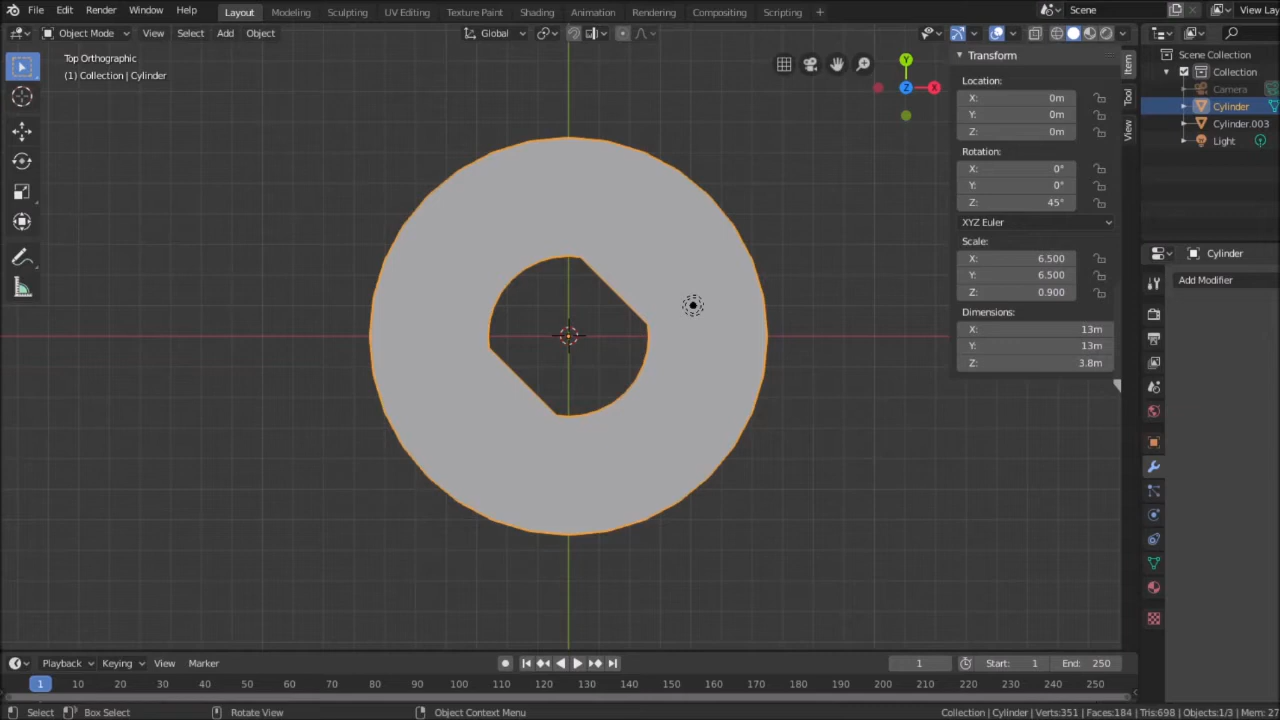 File Edit Render Window Help Layout Modeling Sculpting UV Editing Texture Paint Shading Animation Rendering Compositing Scripting + Scene View Lay
Object Mode View Select Add Object Global
Top Orthographic
(1) Collection | Cylinder
Y
Z X
Transform
Location:
X: 0m
Y: 0m
Z: 0m
Rotation:
X: 0°
Y: 0°
Z: 45°
XYZ Euler
Scale:
X: 6.500
Y: 6.500
Z: 0.900
Dimensions:
X: 13m
Y: 13m
Z: 3.8m
Item
Tool
View
Scene Collection
Collection
Camera
Cylinder
Cylinder.003
Light
Cylinder
Add Modifier
Playback Keying View Marker 1 Start: 1 End: 250
1 10 20 30 40 50 60 70 80 90 100 110 120 130 140 150 160 170 180 190 200 210 220 230 240 250
Select Box Select Rotate View Object Context Menu Collection | Cylinder | Verts:351 | Faces:184 | Tris:698 | Objects:1/3 | Mem: 27